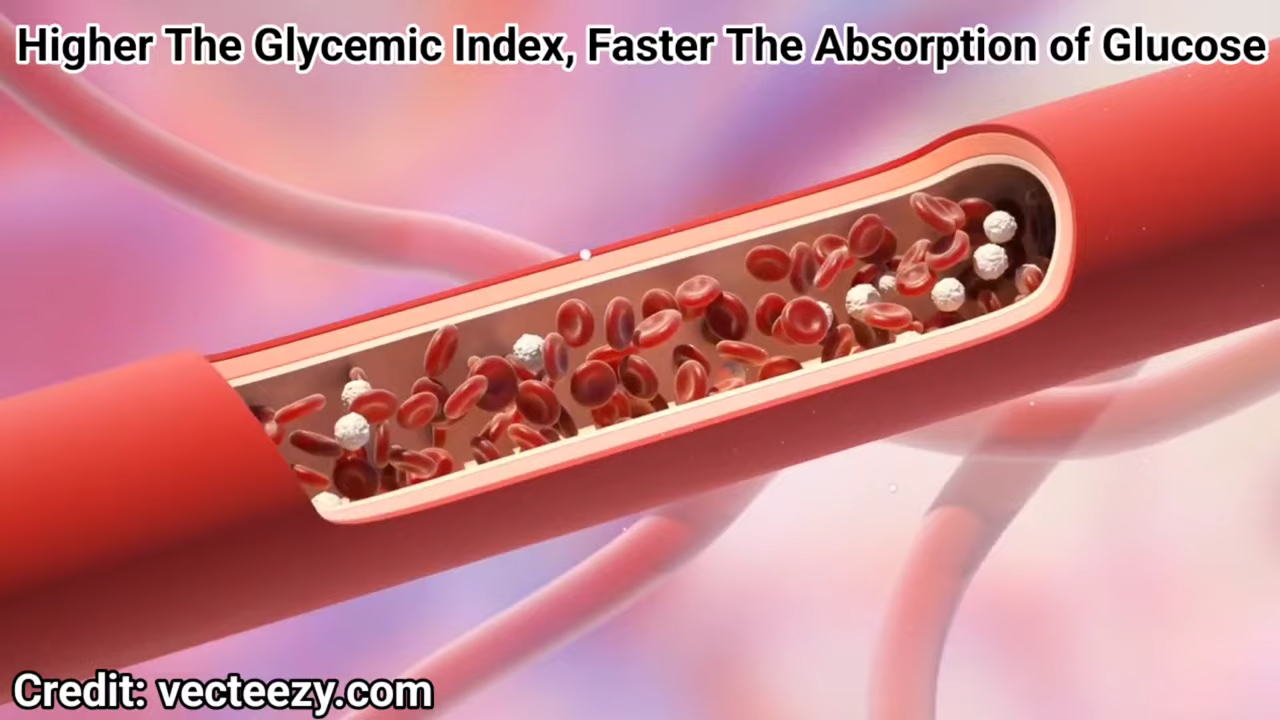 Higher The Glycemic Index, Faster The Absorption of Glucose
Credit: vecteezy.com